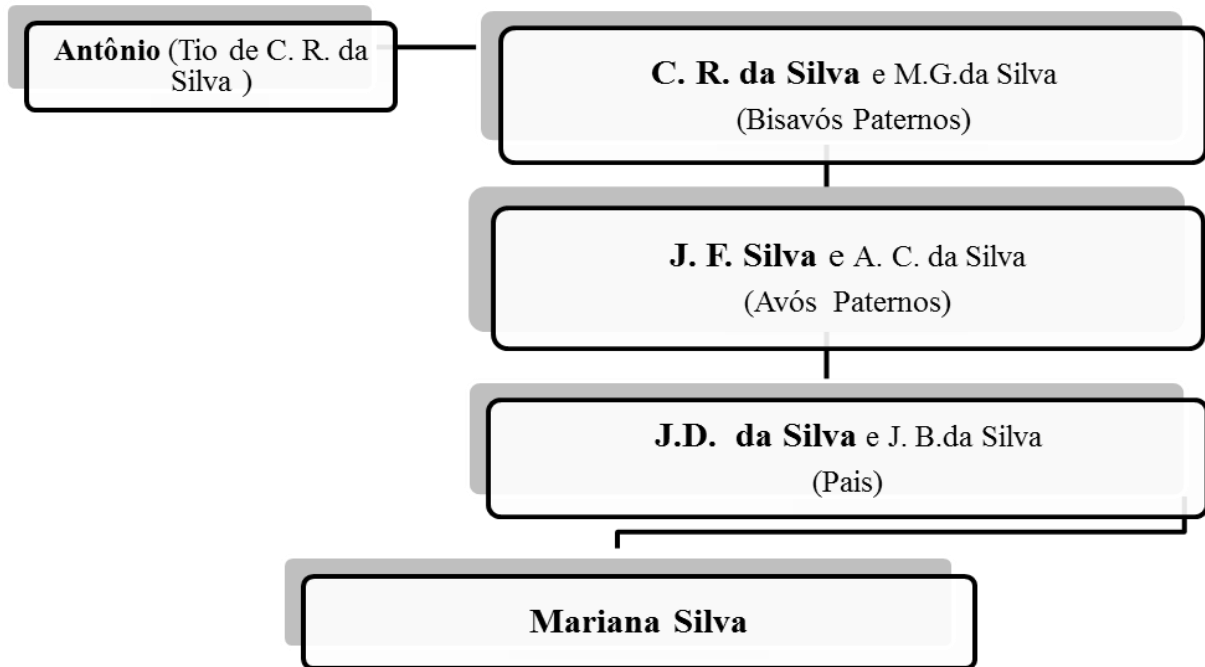 Antônio (Tio de C. R. da
Silva )
C. R. da Silva e M.G.da Silva
(Bisavós Paternos)
J. F. Silva e A. C. da Silva
(Avós Paternos)
J.D. da Silva e J. B.da Silva
(Pais)
Mariana Silva